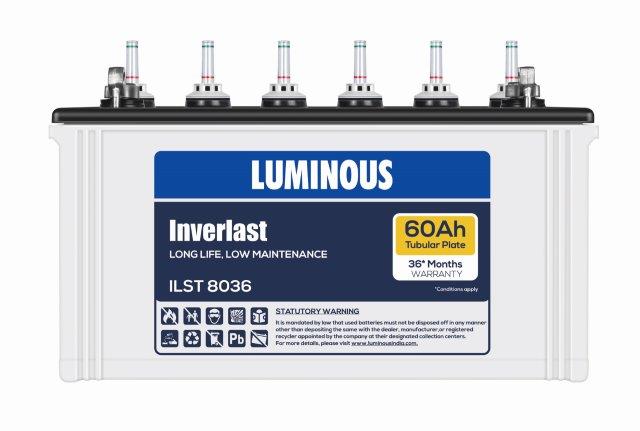 LUMINOUS
Inverlast
LONG LIFE, LOW MAINTENANCE
ILST 8036
60Ah
Tubular Plate
36* Months
WARRANTY
*Conditions apply
STATUTORY WARNING
It is mandated by law that used batteries must not be disposed off in any manner
other than depositing the same with the dealer, manufacturer,or registered
recycler appointed by the company at their designated collection centers.
For more details, please visit www.luminousindia.com.
Pb